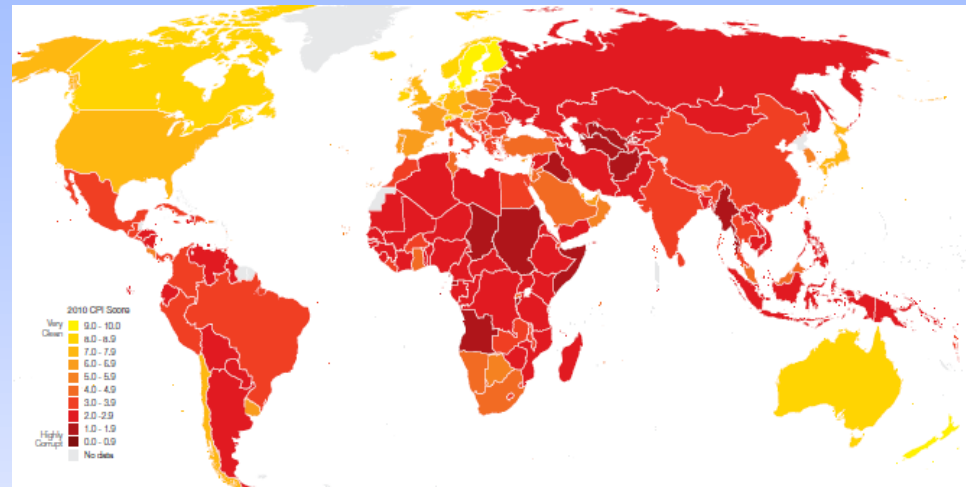 2010 CPI Score
Very
Clean
9.0 - 10.0
8.0 - 8.9
7.0 - 7.9
6.0 - 6.9
5.0 - 5.9
4.0 - 4.9
3.0 - 3.9
2.0 - 2.9
1.0 - 1.9
0.0 - 0.9
Highly
Corrupt
No data